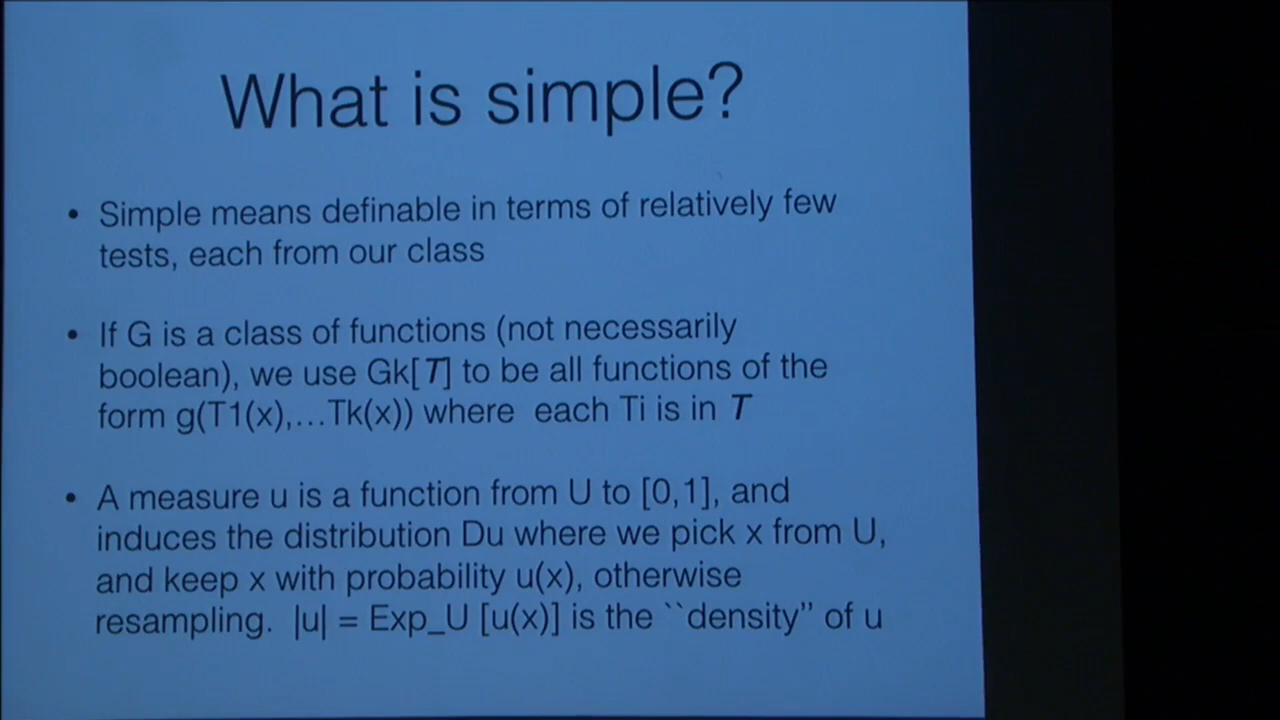 What is simple?
• Simple means definable in terms of relatively few
tests, each from our class
• If G is a class of functions (not necessarily
boolean), we use Gk[T] to be all functions of the
form g(T1(x),...Tk(x)) where each Ti is in T
• A measure u is a function from U to [0,1], and
induces the distribution Du where we pick x from U,
and keep x with probability u(x), otherwise
resampling. |u| = Exp_U [u(x)] is the ``density” of u